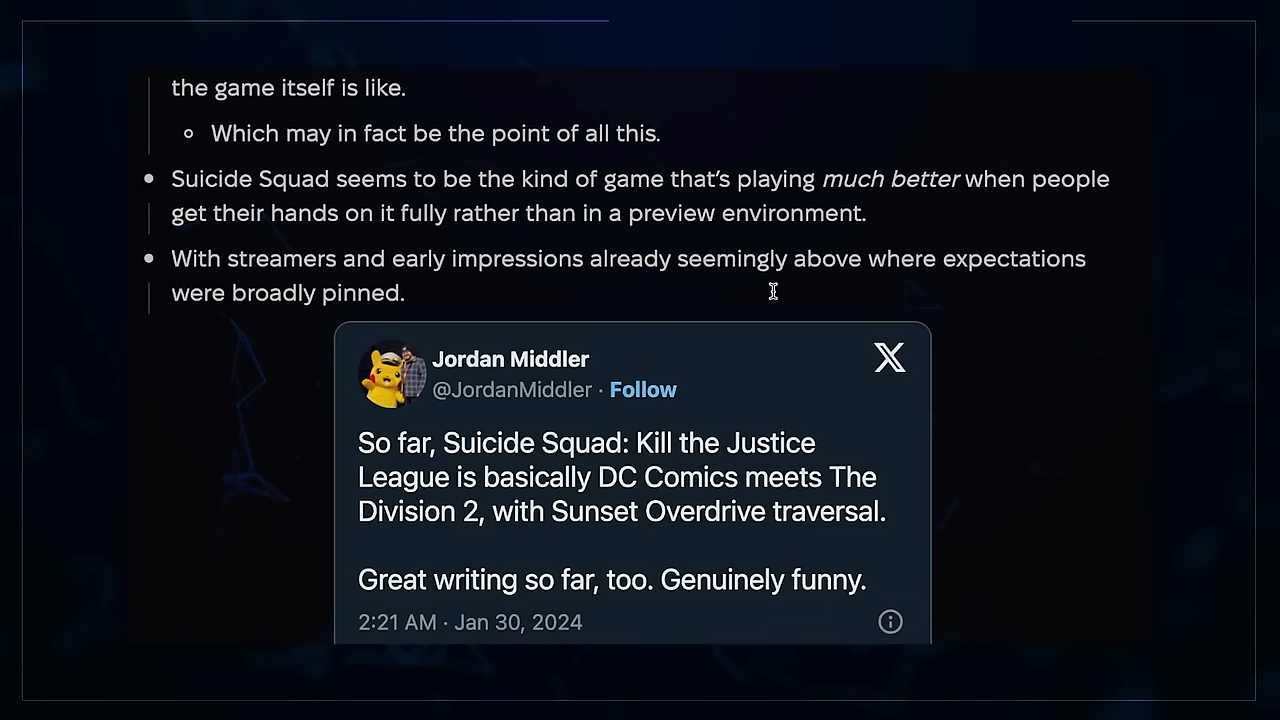 the game itself is like.
Which may in fact be the point of all this.
Suicide Squad seems to be the kind of game that's playing much better when people
get their hands on it fully rather than in a preview environment.
With streamers and early impressions already seemingly above where expectations
were broadly pinned.
Jordan Middler
@JordanMiddler · Follow
So far, Suicide Squad: Kill the Justice
League is basically DC Comics meets The
Division 2, with Sunset Overdrive traversal.
Great writing so far, too. Genuinely funny.
2:21 AM · Jan 30, 2024